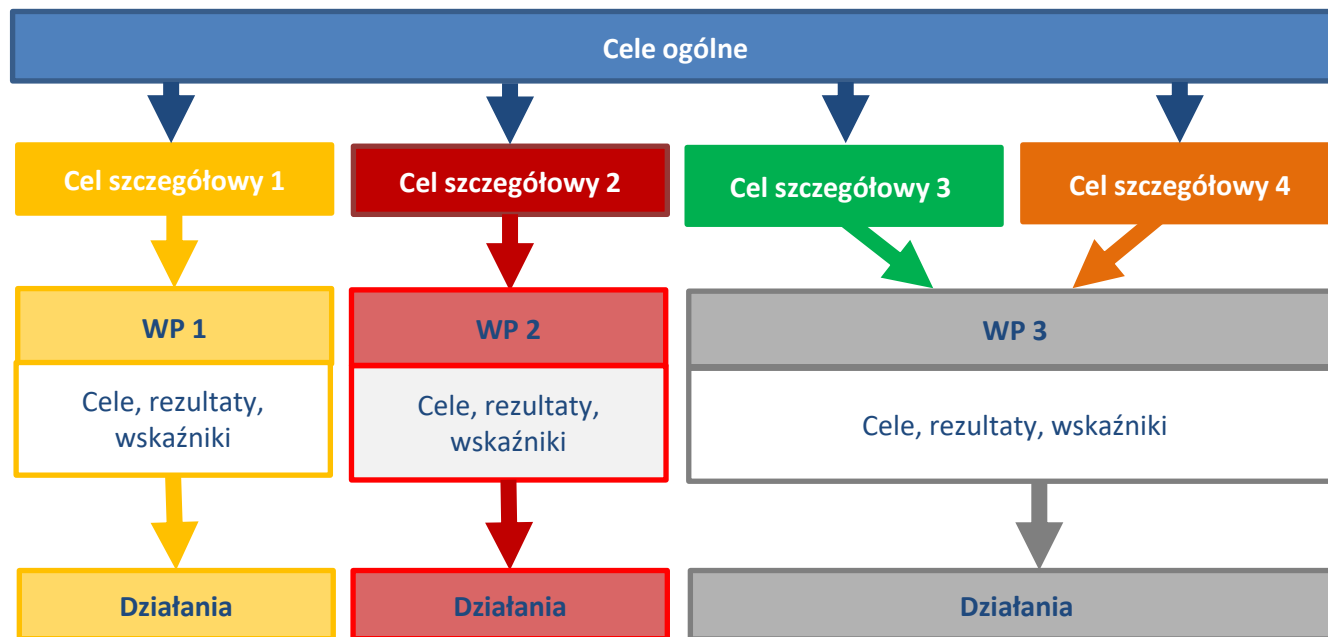 Cele ogólne
Cel szczegółowy 1
Cel szczegółowy 2
Cel szczegółowy 3
Cel szczegółowy 4
WP 1
WP 2
WP 3
Cele, rezultaty,
wskaźniki
Cele, rezultaty,
wskaźniki
Cele, rezultaty, wskaźniki
Działania
Działania
Działania